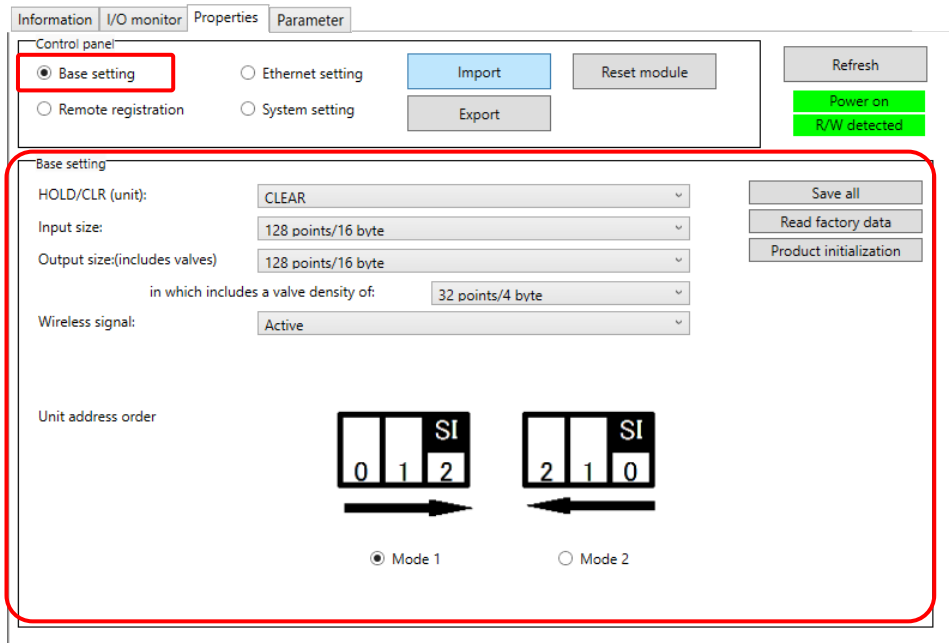 Information I/O monitor Properties Parameter
Control panel
Base setting Ethernet setting Import Reset module Refresh
Remote registration System setting Export Power on
R/W detected
Base setting
HOLD/CLR (unit): CLEAR Save all
Input size: 128 points/16 byte Read factory data
Output size:(includes valves) 128 points/16 byte Product initialization
in which includes a valve density of: 32 points/4 byte
Wireless signal: Active
Unit address order
SI SI
0 1 2 2 1 0
Mode 1 Mode 2